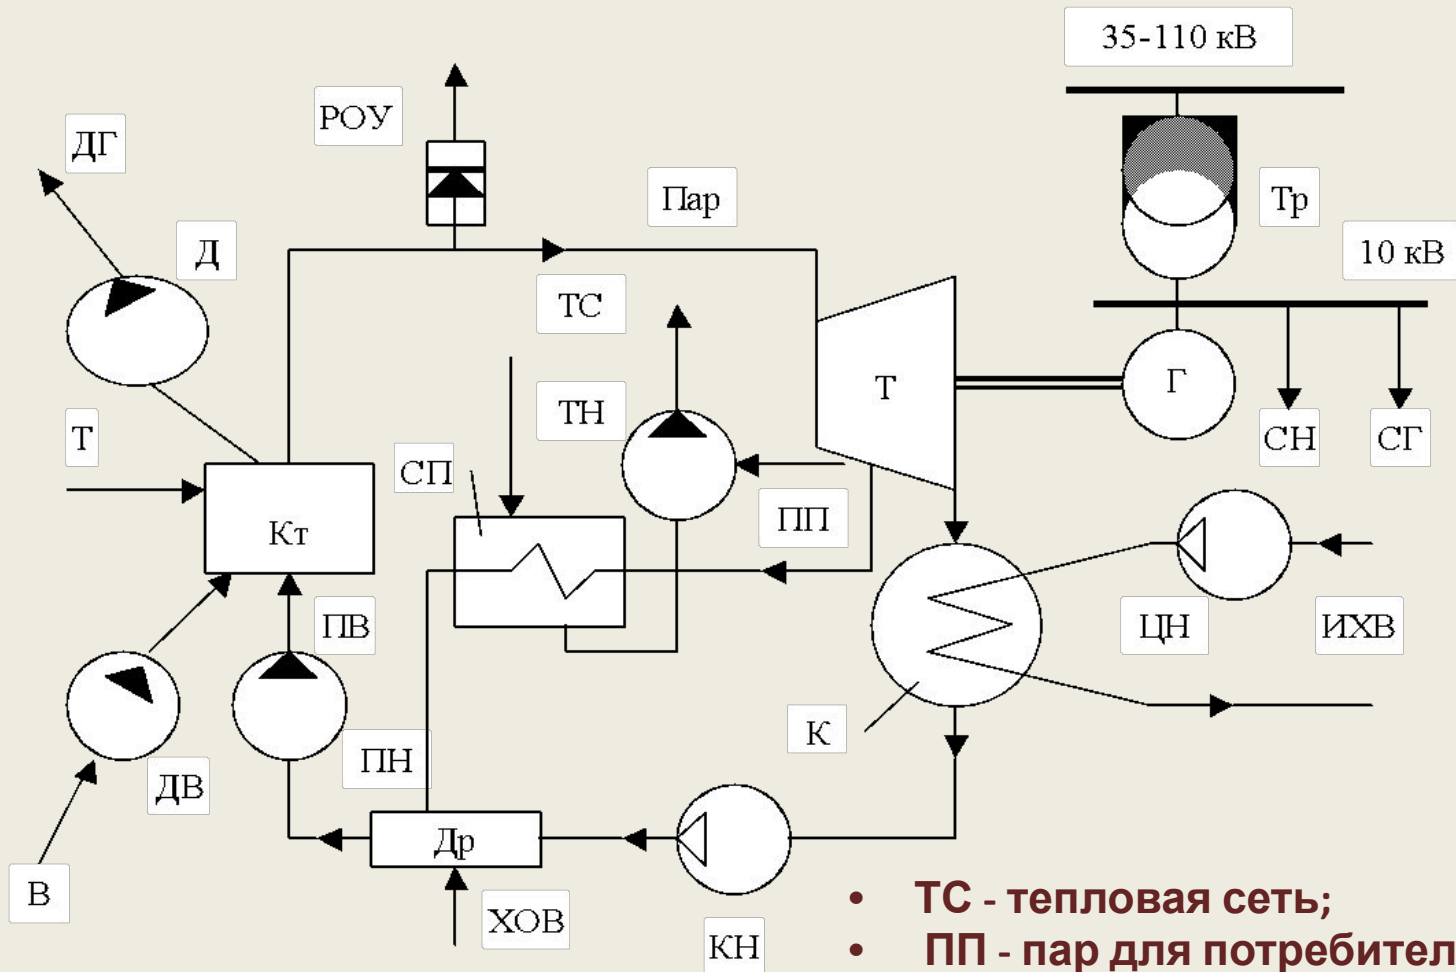 35-110 кВ
РОУ
ДГ
Пар
Тр
Д
10 кВ
ТС
Т
Г
ТН
Т
СН
СГ
СП
ПП
Кт
ПВ
ЦН
ИХВ
К
ПН
ДВ
Др
В
ХОВ
КН
• ТС - тепловая сеть;
• ПП - пар для потребител